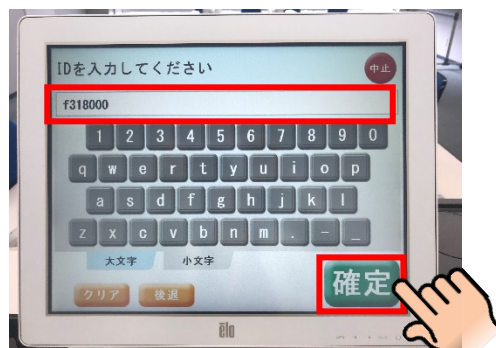 IDを入力してください
中止
f318000
1 2 3 4 5 6 7 8 9 0
q w e r t y u i o p
a s d f g h j k l
z x c v b n m . - _
大文字 小文字
クリア 後退
確定
ēlo